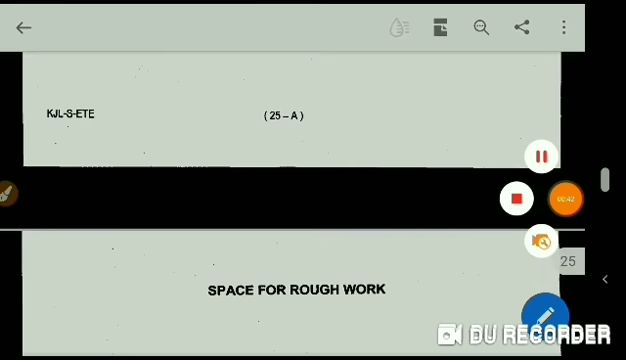 KJL-S-ETE
( 25 – A )
00:42
25
SPACE FOR ROUGH WORK
DU RECORDER